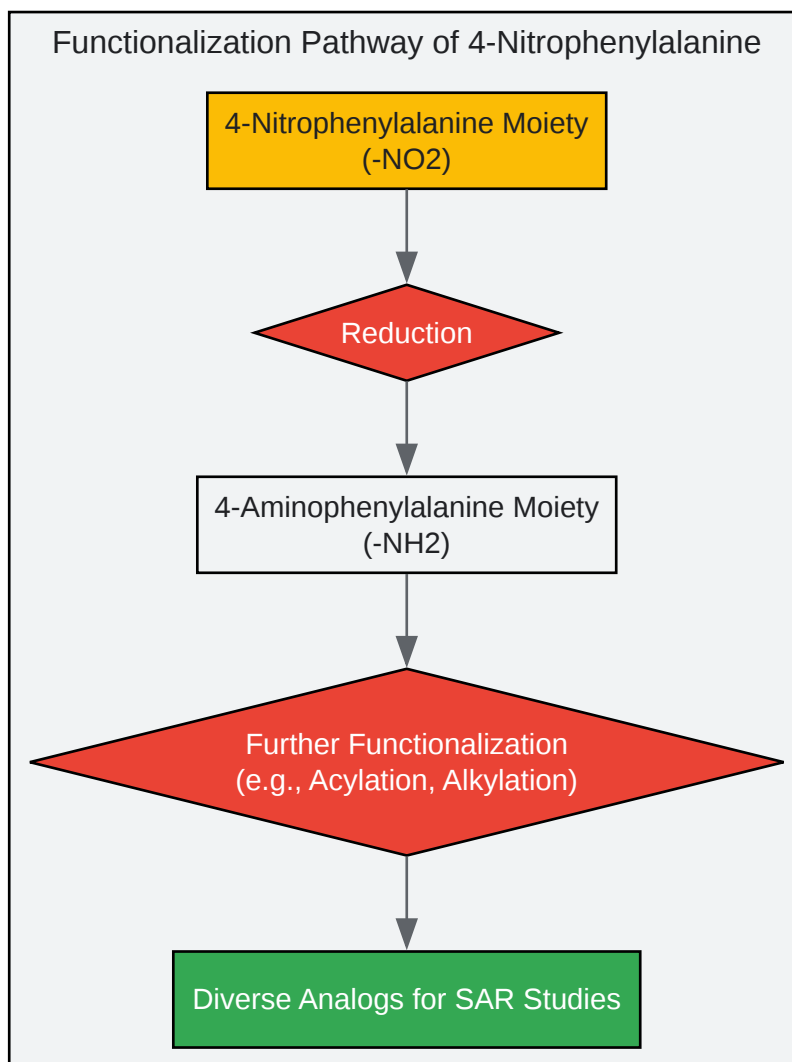 Functionalization Pathway of 4-Nitrophenylalanine
4-Nitrophenylalanine Moiety
(-NO2)
Reduction
4-Aminophenylalanine Moiety
(-NH2)
Further Functionalization
(e.g., Acylation, Alkylation)
Diverse Analogs for SAR Studies